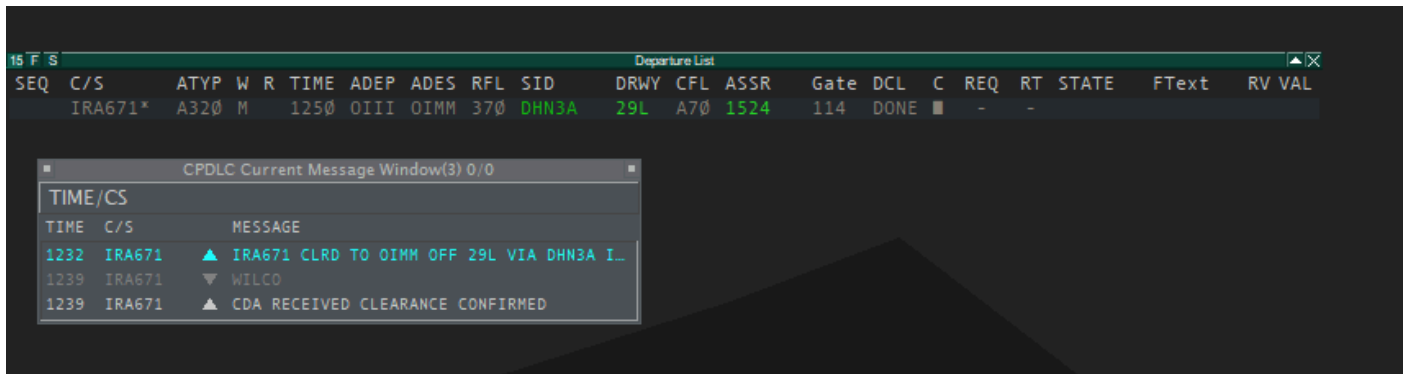 15 F S Departure List
SEQ C/S ATYP W R TIME ADEP ADES RFL SID DRWY CFL ASSR Gate DCL C REQ RT STATE FText RV VAL
IRA671* A320 M 1250 OIII OIMM 370 DHN3A 29L A70 1524 114 DONE ■ - -
CPDLC Current Message Window(3) 0/0
TIME/CS
TIME C/S MESSAGE
1232 IRA671 ▲ IRA671 CLRD TO OIMM OFF 29L VIA DHN3A I…
1239 IRA671 ▼ WILCO
1239 IRA671 ▲ CDA RECEIVED CLEARANCE CONFIRMED